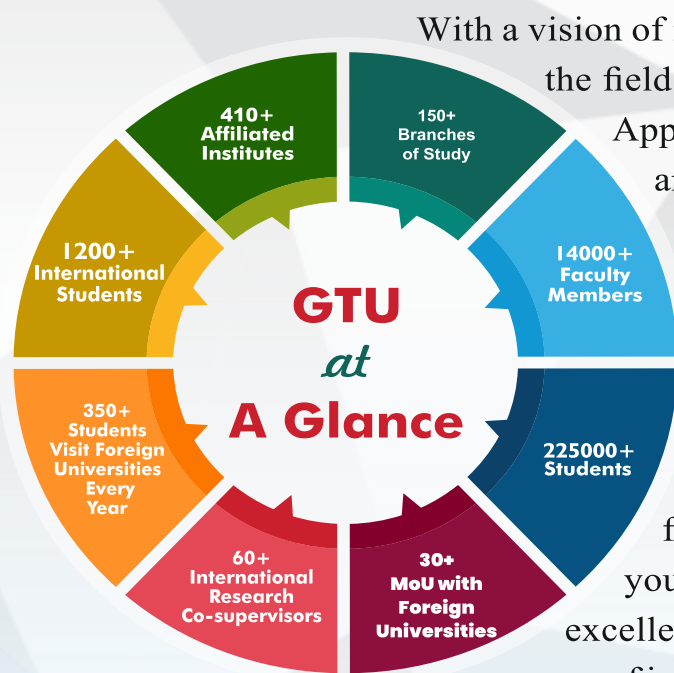 With a vision of
the field
App
a
410+
Affiliated
Institutes
150+
Branches
of Study
14000+
Faculty
Members
225000+
Students
30+
MoU with
Foreign
Universities
60+
International
Research
Co-supervisors
350+
Students
Visit Foreign
Universities
Every
Year
1200+
International
Students
GTU
at
A Glance
f
you
excelle